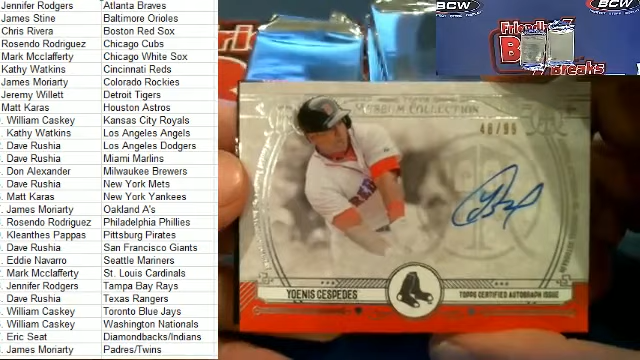 Jennifer Rodgers Atlanta Braves
James Stine Baltimore Orioles
Chris Rivera Boston Red Sox
Rosendo Rodriguez Chicago Cubs
Mark Mcclafferty Chicago White Sox
Kathy Watkins Cincinnati Reds
James Moriarty Colorado Rockies
Jeremy Willett Detroit Tigers
Matt Karas Houston Astros
William Caskey Kansas City Royals
Kathy Watkins Los Angeles Angels
Dave Rushia Los Angeles Dodgers
Dave Rushia Miami Marlins
Don Alexander Milwaukee Brewers
Dave Rushia New York Mets
Matt Karas New York Yankees
James Moriarty Oakland A's
Rosendo Rodriguez Philadelphia Phillies
Kleanthes Pappas Pittsburg Pirates
Dave Rushia San Francisco Giants
Eddie Navarro Seattle Mariners
Mark Mcclafferty St. Louis Cardinals
Jennifer Rodgers Tampa Bay Rays
Dave Rushia Texas Rangers
William Caskey Toronto Blue Jays
William Caskey Washington Nationals
Eric Seat Diamondbacks/Indians
James Moriarty Padres/Twins
BCW
BCW
Friendly
Breaks
MUSEUM COLLECTION
48/99
YOENIS CESPEDES
TOPPS CERTIFIED AUTOGRAPH ISSUE